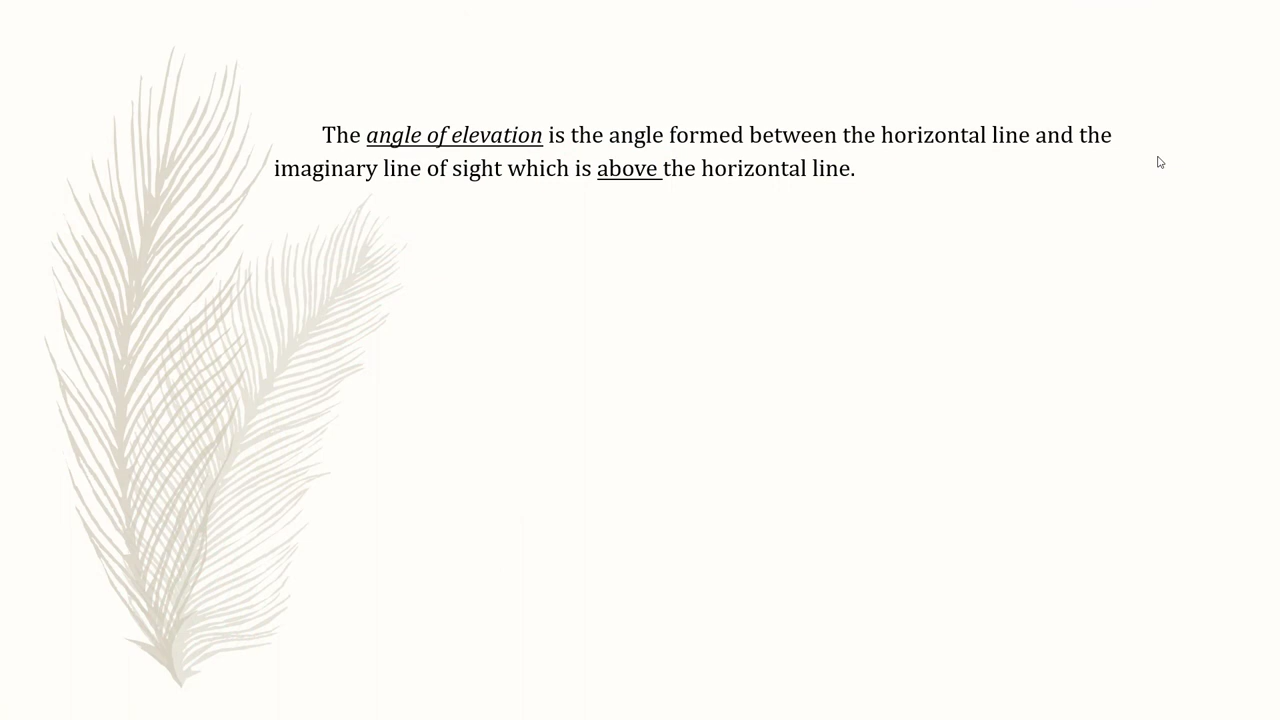 The angle of elevation is the angle formed between the horizontal line and the
imaginary line of sight which is above the horizontal line.